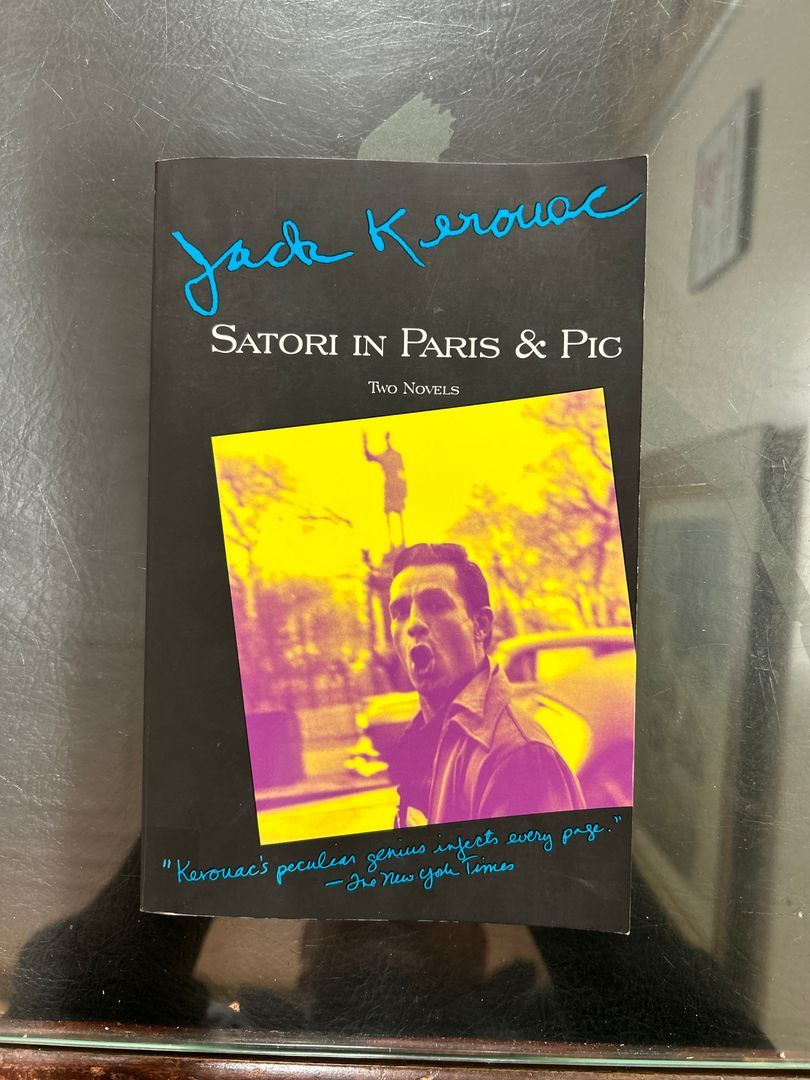 Jack Kerouac
SATORI IN PARIS & PIC
TWO NOVELS
"Kerouac's peculiar genius infects every page."
— The New York Times